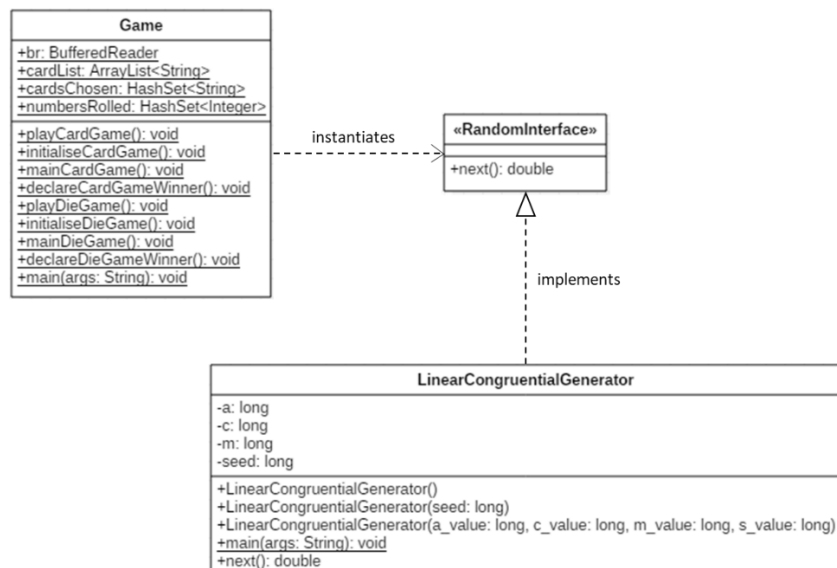 Game
+br: BufferedReader
+cardList: ArrayList<String>
+cardsChosen: HashSet<String>
+numbersRolled: HashSet<Integer>
+playCardGame(): void
+initialiseCardGame(): void
+mainCardGame(): void
+declareCardGameWinner(): void
+playDieGame(): void
+initialiseDieGame(): void
+mainDieGame(): void
+declareDieGameWinner(): void
+main(args: String): void
instantiates
«RandomInterface»
+next(): double
implements
LinearCongruentialGenerator
-a: long
-c: long
-m: long
-seed: long
+LinearCongruentialGenerator()
+LinearCongruentialGenerator(seed: long)
+LinearCongruentialGenerator(a_value: long, c_value: long, m_value: long, s_value: long)
+main(args: String): void
+next(): double